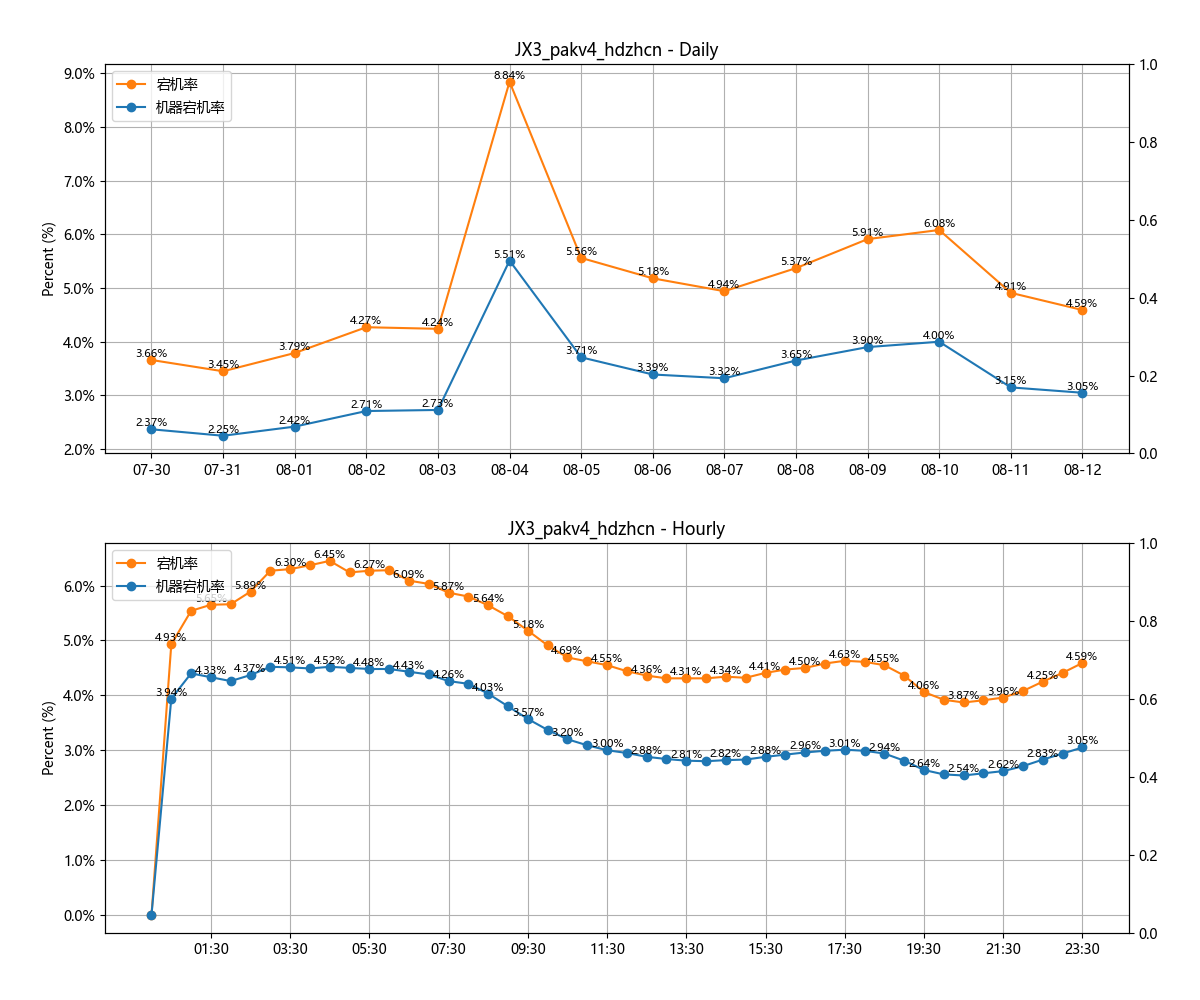 JX3_pakv4_hdzhcn - Daily
宕机率
机器宕机率
Percent (%)
9.0%
8.0%
7.0%
6.0%
5.0%
4.0%
3.0%
2.0%
1.0
0.8
0.6
0.4
0.2
0.0
3.66% 3.45% 3.79% 4.27% 4.24% 8.84% 5.56% 5.18% 4.94% 5.37% 5.91% 6.08% 4.91% 4.59%
2.37% 2.25% 2.42% 2.71% 2.73% 5.51% 3.71% 3.39% 3.32% 3.65% 3.90% 4.00% 3.15% 3.05%
07-30 07-31 08-01 08-02 08-03 08-04 08-05 08-06 08-07 08-08 08-09 08-10 08-11 08-12
JX3_pakv4_hdzhcn - Hourly
宕机率
机器宕机率
Percent (%)
6.0%
5.0%
4.0%
3.0%
2.0%
1.0%
0.0%
1.0
0.8
0.6
0.4
0.2
0.0
4.93% 5.65% 5.89% 6.30% 6.45% 6.27% 6.09% 5.87% 5.64% 5.18% 4.69% 4.55% 4.36% 4.31% 4.34% 4.41% 4.50% 4.63% 4.55% 4.06% 3.87% 3.96% 4.25% 4.59%
3.94% 4.33% 4.37% 4.51% 4.52% 4.48% 4.43% 4.26% 4.03% 3.57% 3.20% 3.00% 2.88% 2.81% 2.82% 2.88% 2.96% 3.01% 2.94% 2.64% 2.54% 2.62% 2.83% 3.05%
01:30 03:30 05:30 07:30 09:30 11:30 13:30 15:30 17:30 19:30 21:30 23:30